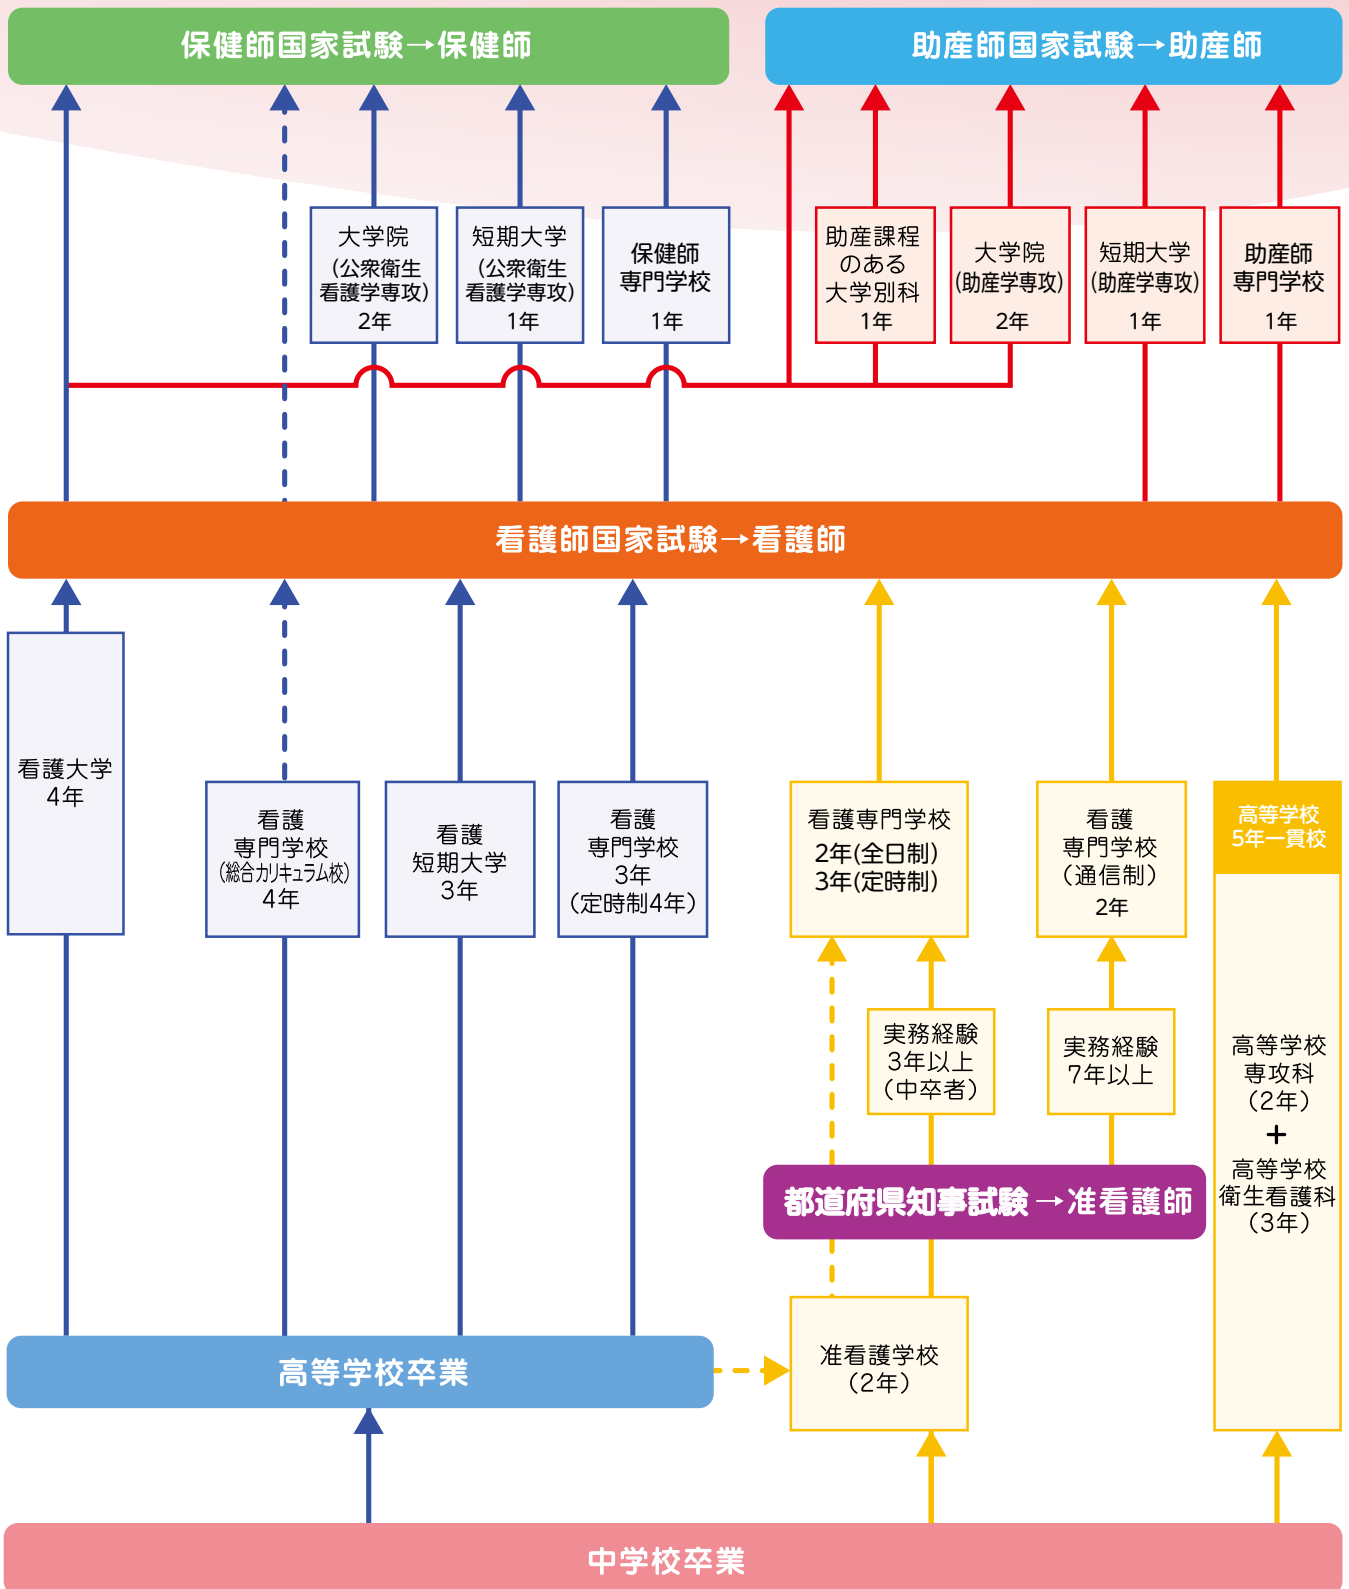 保健師国家試験→保健師
助産師国家試験→助産師
大学院
(公衆衛生
看護学専攻)
2年
短期大学
(公衆衛生
看護学専攻)
1年
保健師
専門学校
1年
助産課程
のある
大学別科
1年
大学院
(助産学専攻)
2年
短期大学
(助産学専攻)
1年
助産師
専門学校
1年
看護師国家試験→看護師
看護大学
4年
看護
専門学校
(総合カリキュラム校)
4年
看護
短期大学
3年
看護
専門学校
3年
(定時制4年)
看護専門学校
2年(全日制)
3年(定時制)
看護
専門学校
(通信制)
2年
高等学校
5年一貫校
実務経験
3年以上
(中卒者)
実務経験
7年以上
高等学校
専攻科
(2年)
+
高等学校
衛生看護科
(3年)
都道府県知事試験→准看護師
准看護学校
(2年)
高等学校卒業
中学校卒業